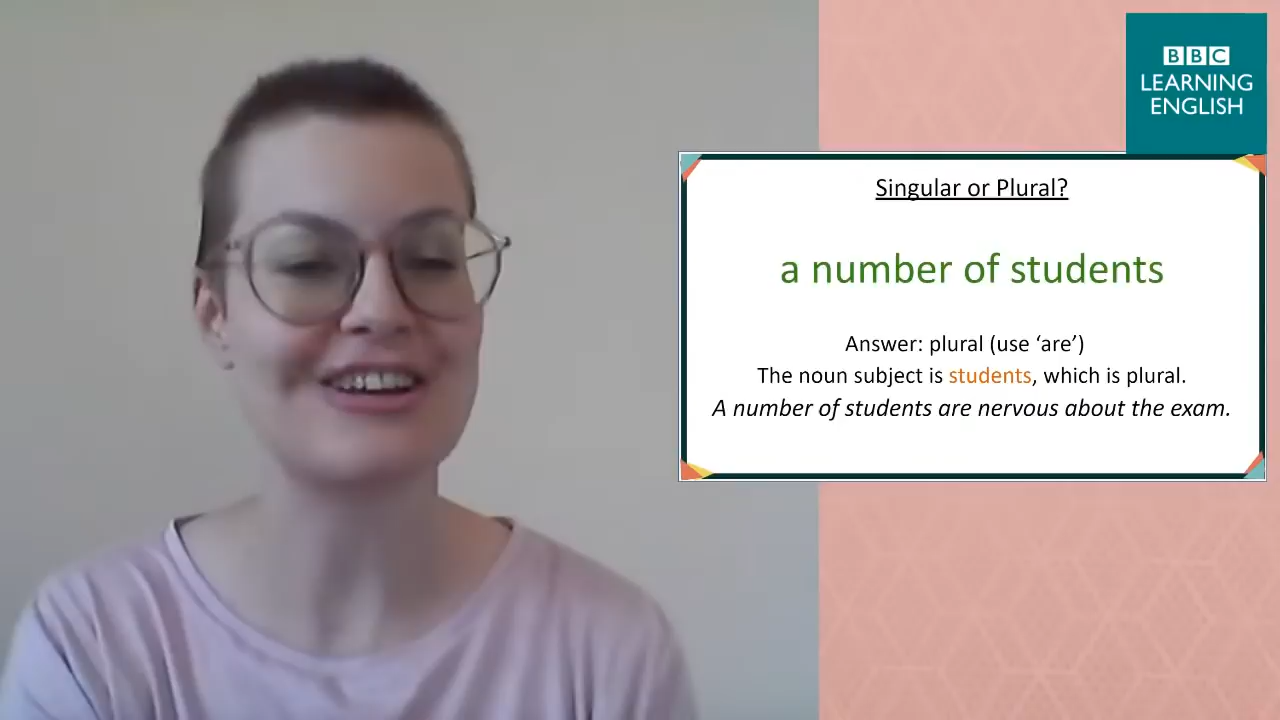 BBC
LEARNING
ENGLISH
Singular or Plural?
a number of students
Answer: plural (use ‘are’)
The noun subject is students, which is plural.
A number of students are nervous about the exam.